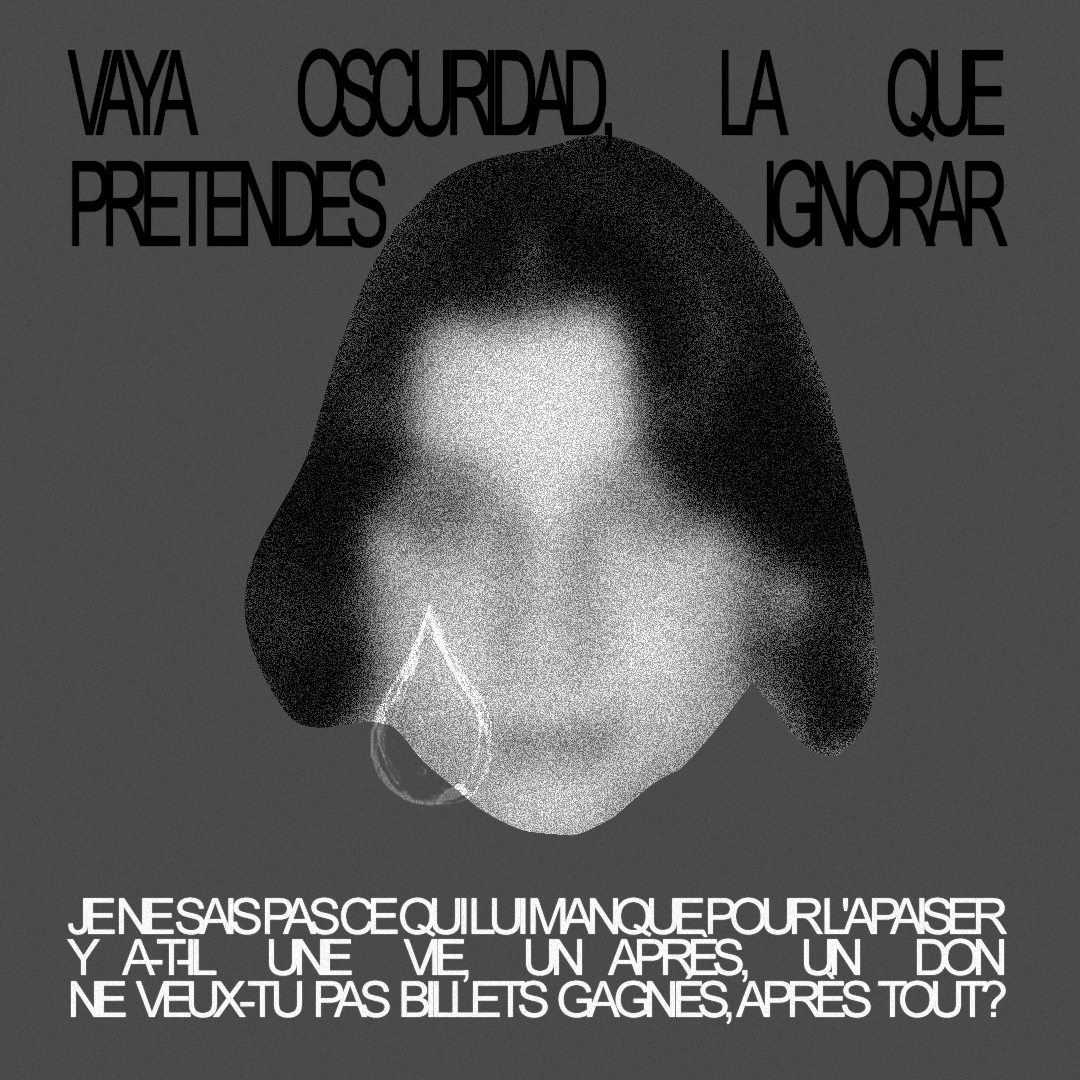 VAYA OSCURIDAD, LA QUE
PRETENDES IGNORAR
JE NE SAIS PAS CE QUI LUI MANQUE POUR L'APAISER
Y A-T-IL UNE VIE, UN APRÈS, UN DON
NE VEUX-TU PAS BILLETS GAGNÉS, APRÈS TOUT?